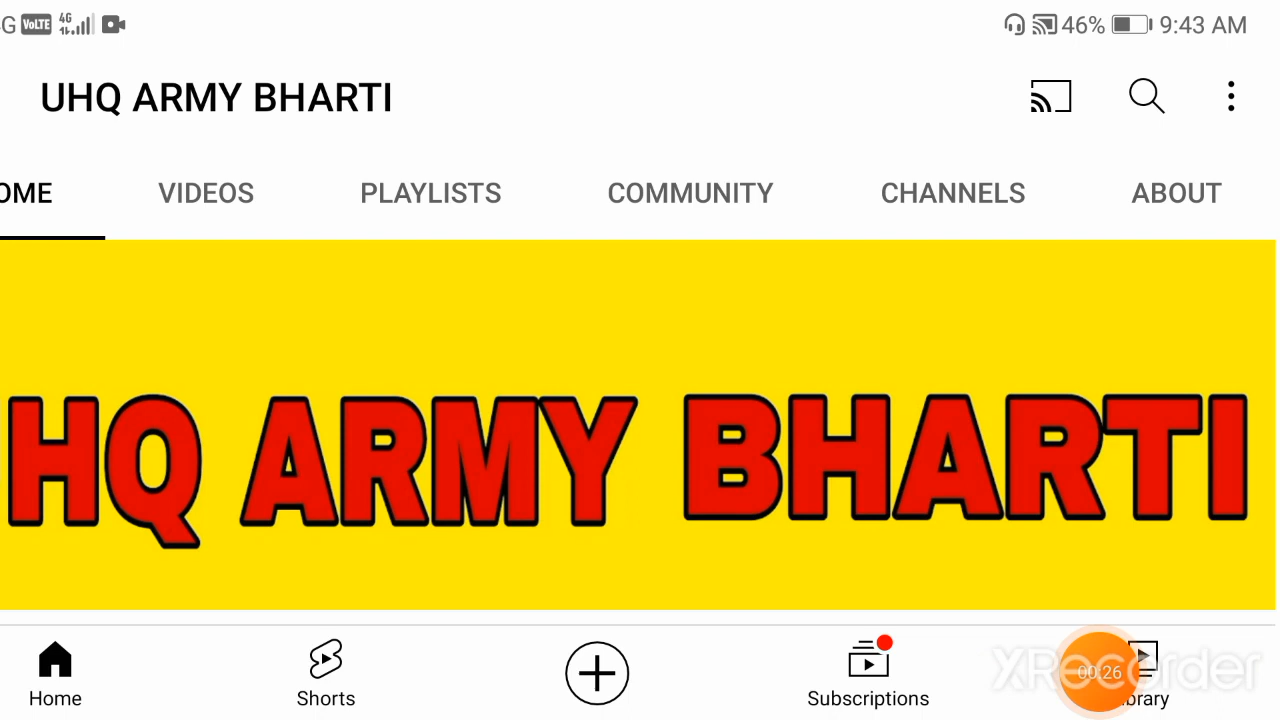 G VoLTE 4G 46% 9:43 AM
UHQ ARMY BHARTI
OME VIDEOS PLAYLISTS COMMUNITY CHANNELS ABOUT
HQ ARMY BHARTI
Home Shorts Subscriptions brary
XRecorder
00:26